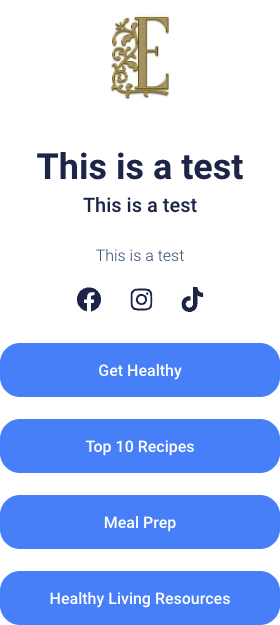 E
This is a test
This is a test
This is a test
Get Healthy
Top 10 Recipes
Meal Prep
Healthy Living Resources